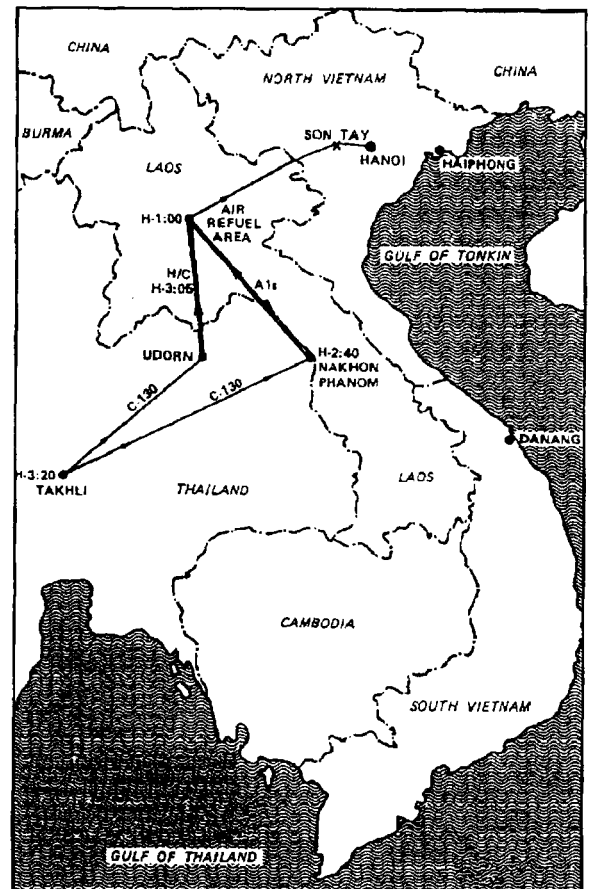 CHINA
NORTH VIETNAM
CHINA
BURMA
SON TAY
HANOI
HAIPHONG
LAOS
AIR
REFUEL
AREA
H-1:00
GULF OF TONKIN
H/C
H-3:05
A1s
UDORN
H-2:40
NAKHON
PHANOM
C-130
C-130
DANANG
H-3:20
TAKHLI
THAILAND
LAOS
CAMBODIA
SOUTH VIETNAM
GULF OF THAILAND